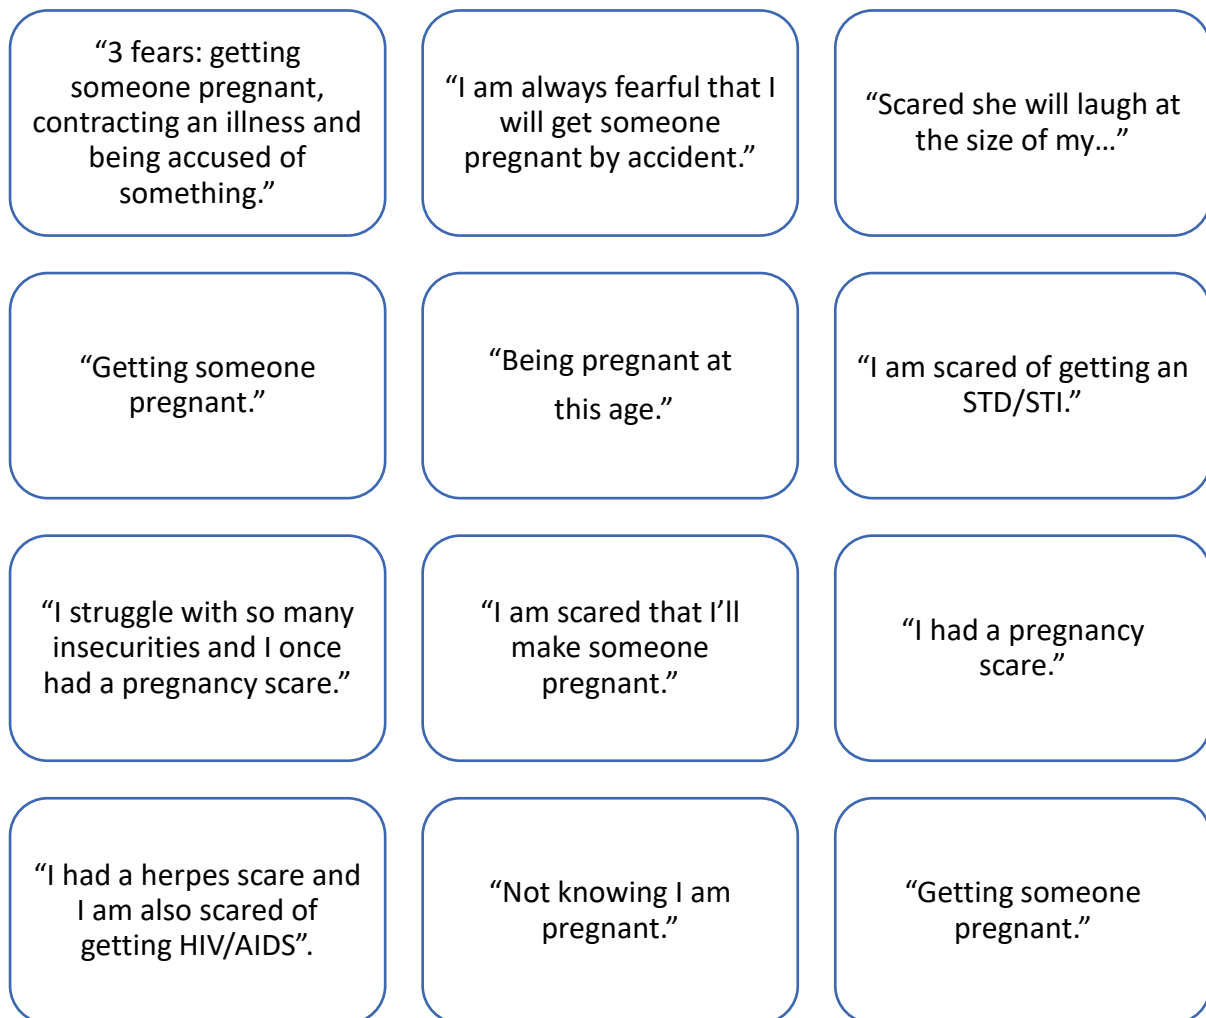 “3 fears: getting
someone pregnant,
contracting an illness and
being accused of
something.”
“I am always fearful that I
will get someone
pregnant by accident.”
“Scared she will laugh at
the size of my…”
“Getting someone
pregnant.”
“Being pregnant at
this age.”
“I am scared of getting an
STD/STI.”
“I struggle with so many
insecurities and I once
had a pregnancy scare.”
“I am scared that I’ll
make someone
pregnant.”
“I had a pregnancy
scare.”
“I had a herpes scare and
I am also scared of
getting HIV/AIDS”.
“Not knowing I am
pregnant.”
“Getting someone
pregnant.”